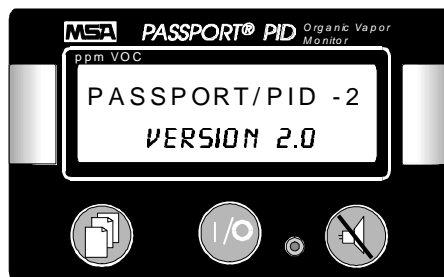 MSA PASSPORT® PID Organic Vapor
Monitor
ppm VOC
PASSPORT/PID -2
VERSION 2.0
I/O